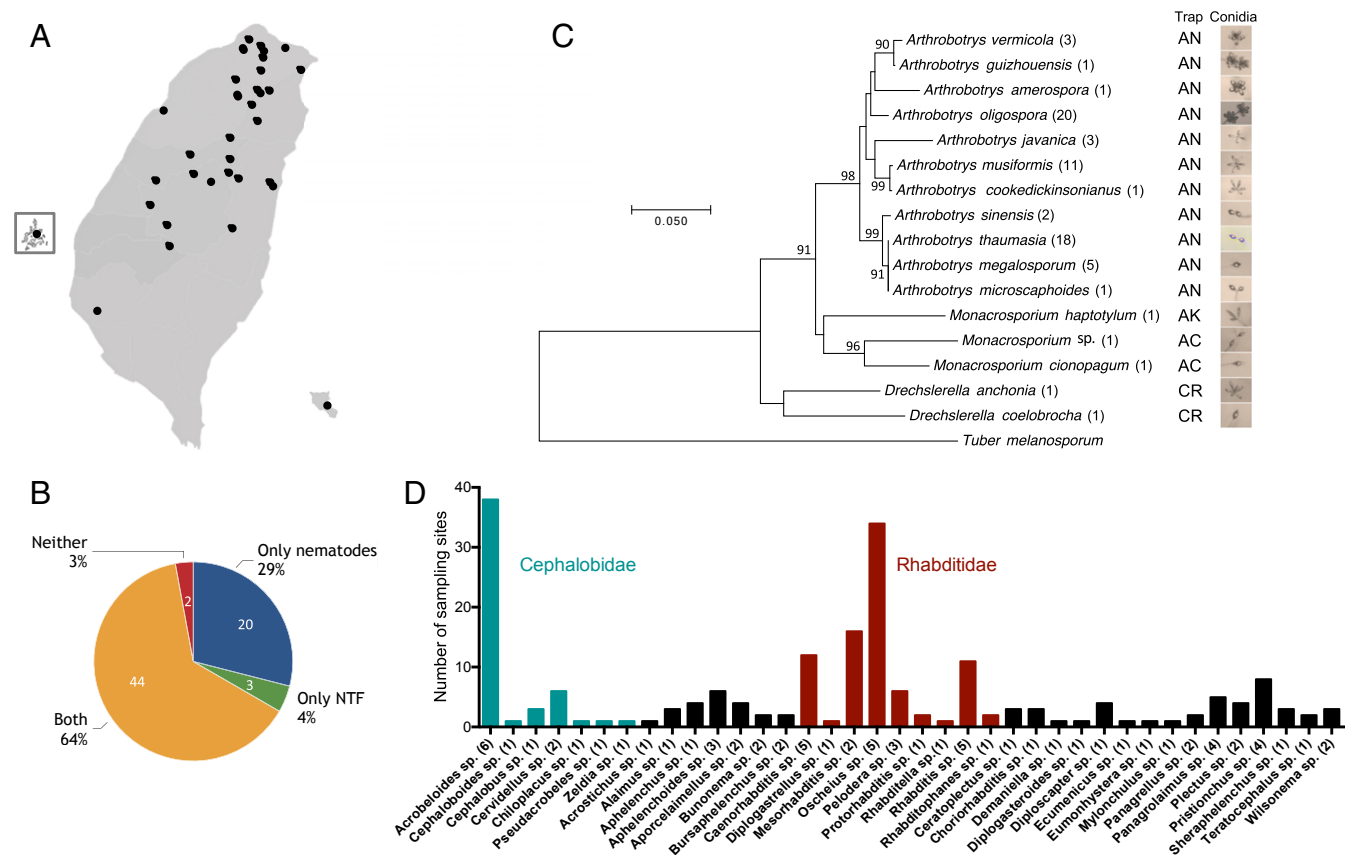 A
B
Neither
3%
Only nematodes
29%
2
20
3
44
Only NTF
4%
Both
64%
C
Trap Conidia
90
Arthrobotrys vermicola (3) AN
Arthrobotrys guizhouensis (1) AN
Arthrobotrys amerospora (1) AN
Arthrobotrys oligospora (20) AN
Arthrobotrys javanica (3) AN
98
Arthrobotrys musiformis (11) AN
99
Arthrobotrys cookedickinsonianus (1) AN
0.050
Arthrobotrys sinensis (2) AN
99
Arthrobotrys thaumasia (18) AN
91
Arthrobotrys megalosporum (5) AN
91
Arthrobotrys microscaphoides (1) AN
Monacrosporium haptotylum (1) AK
96
Monacrosporium sp. (1) AC
Monacrosporium cionopagum (1) AC
Drechslerella anchonia (1) CR
Drechslerella coelobrocha (1) CR
Tuber melanosporum
D
Number of sampling sites
40
30
20
10
0
Cephalobidae
Rhabditidae
Acrobeloides sp. (6)
Cephaloboides sp. (1)
Cephalobus sp. (1)
Cervidellus sp. (2)
Chiloplacus sp. (1)
Pseudacrobeles sp. (1)
Zeldia sp. (1)
Acrostichus sp. (1)
Alaimus sp. (1)
Aphelenchus sp. (1)
Aphelenchoides sp. (3)
Aporcelaimellus sp. (2)
Bunonema sp. (2)
Bursaphelenchus sp. (2)
Caenorhabditis sp. (5)
Diplogastrellus sp. (1)
Mesorhabditis sp. (2)
Oscheius sp. (5)
Pelodera sp. (3)
Protorhabditis sp. (1)
Rhabditella sp. (1)
Rhabditis sp. (5)
Rhabditophanes sp. (1)
Ceratoplectus sp. (1)
Choriorhabditis sp. (1)
Demaniella sp. (1)
Diplogasteroides sp. (1)
Diploscapter sp. (1)
Ecumenicus sp. (1)
Eumonhystera sp. (1)
Mylonchulus sp. (1)
Panagrellus sp. (2)
Panagrolaimus sp. (4)
Plectus sp. (2)
Pristionchus sp. (4)
Sheraphelenchus sp. (1)
Teratocephalus sp. (1)
Wilsonema sp. (2)